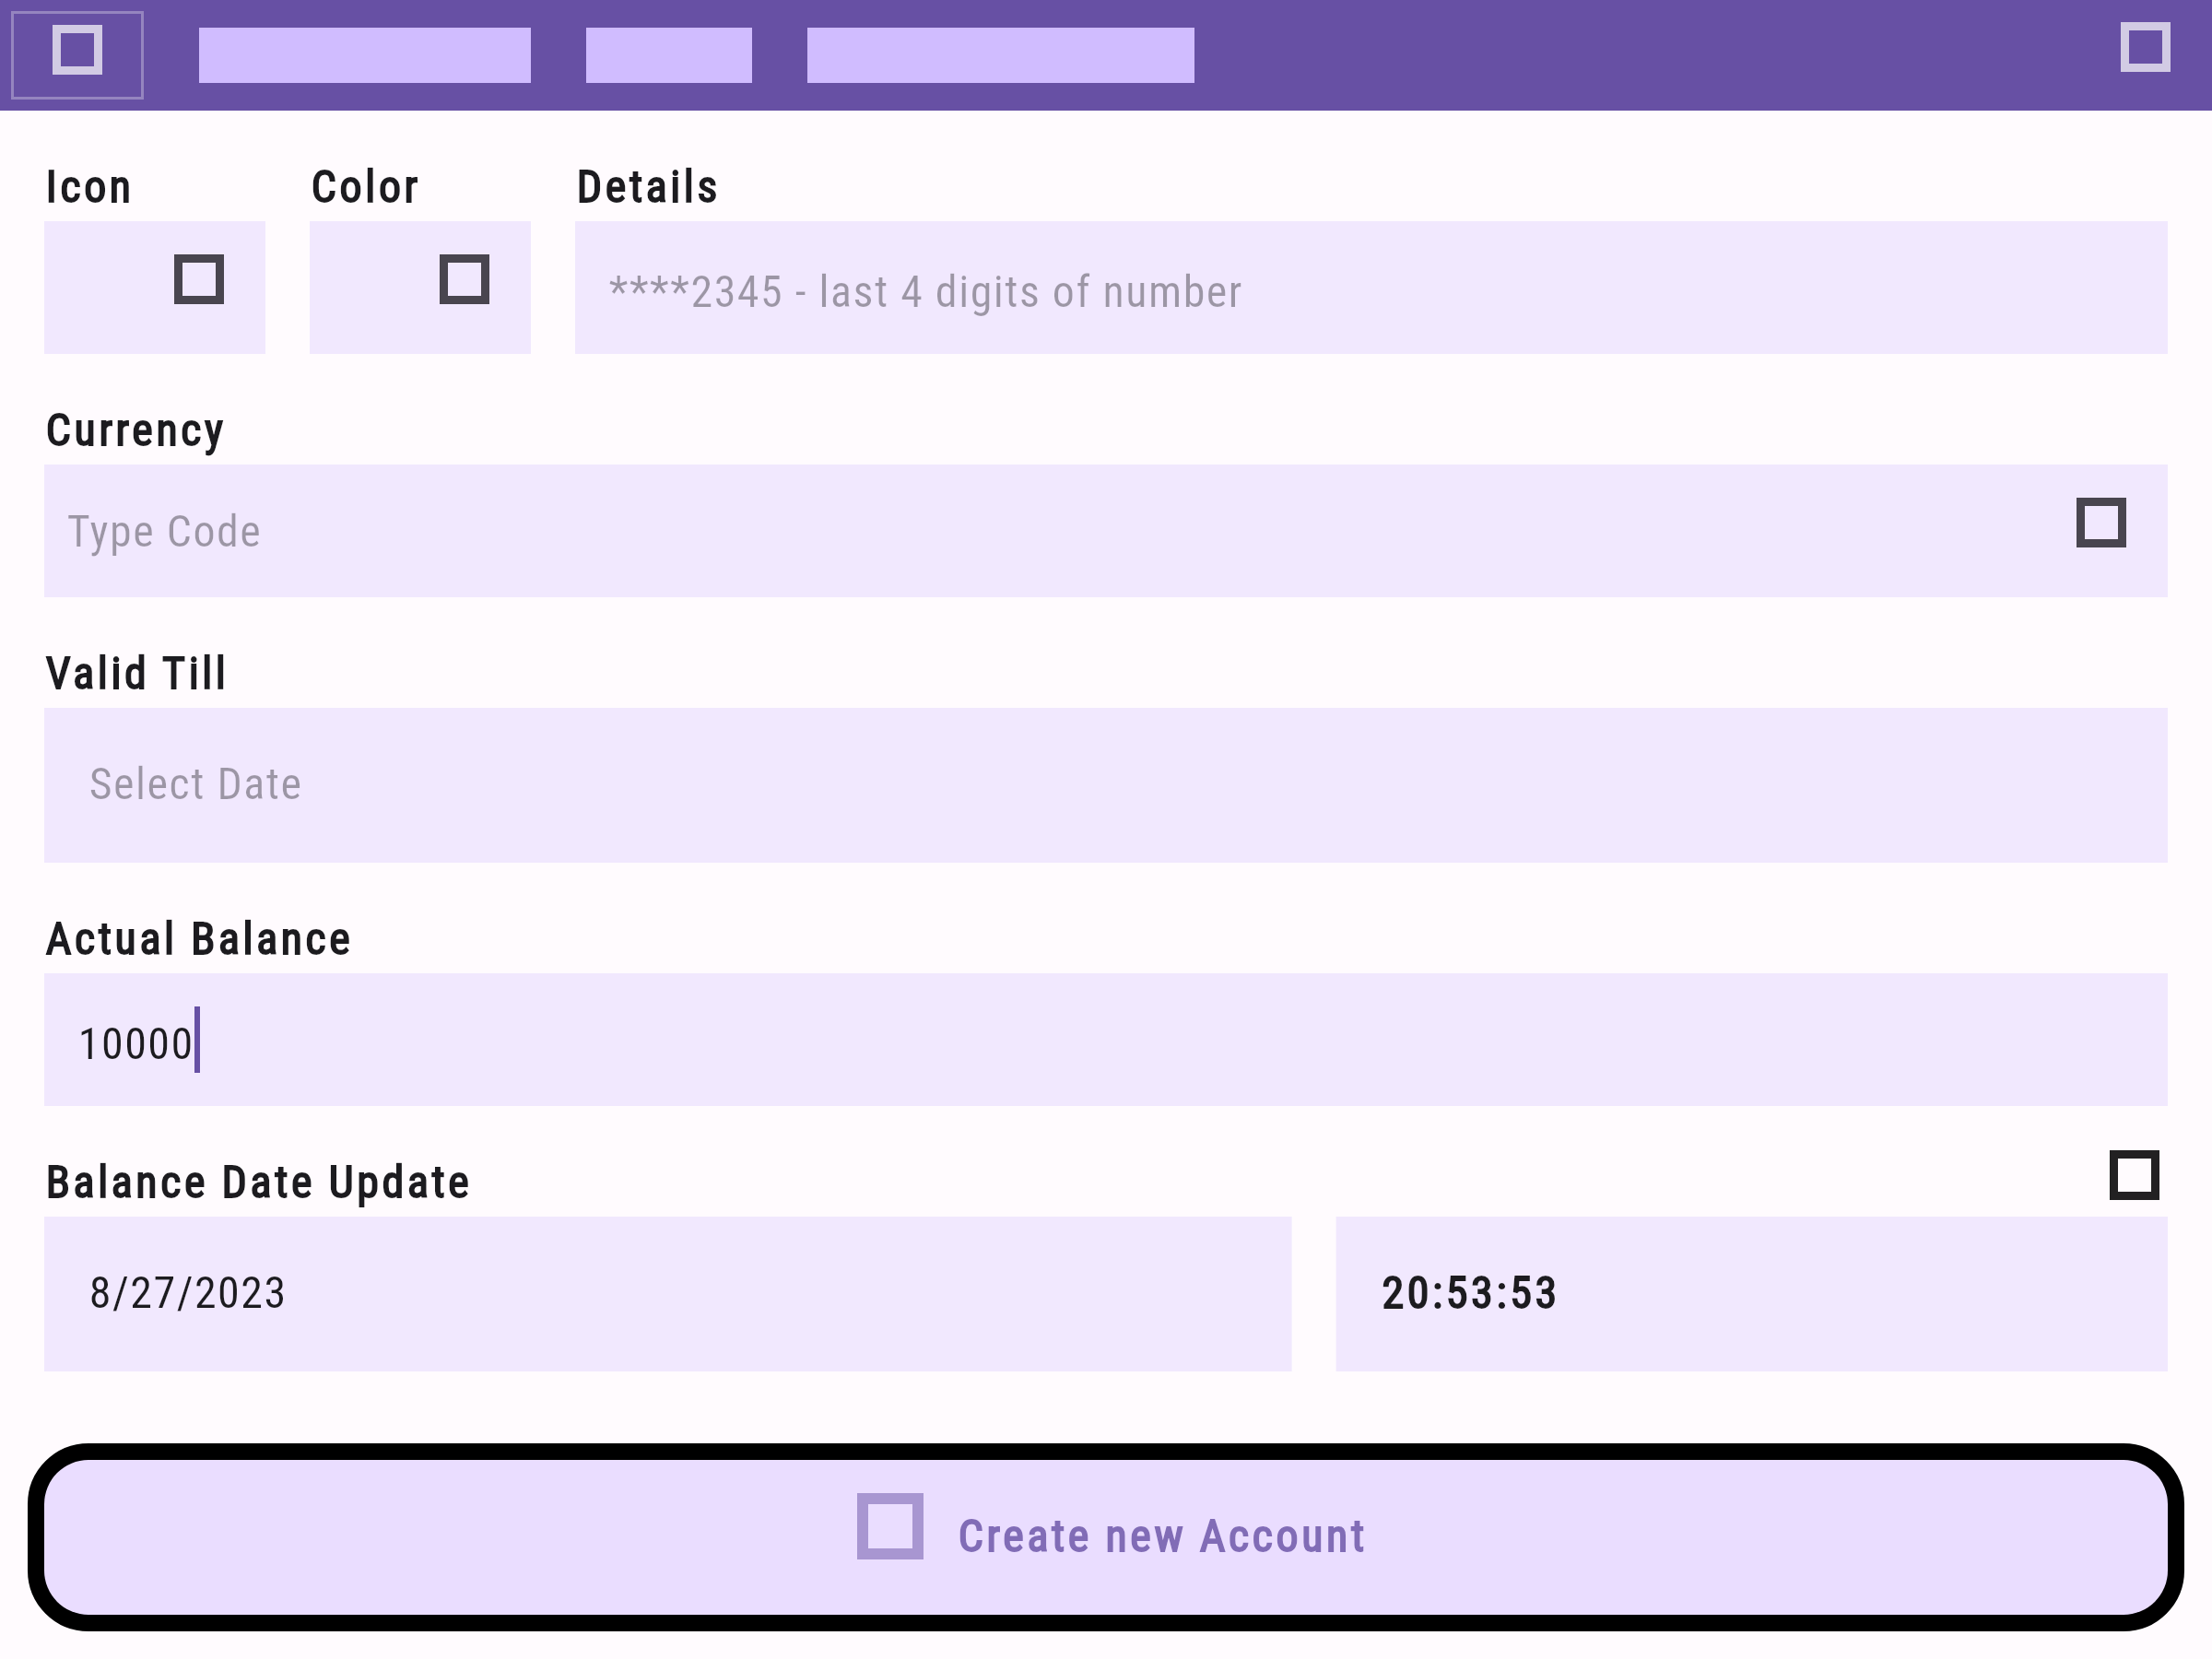 Icon
Color
Details
****2345 - last 4 digits of number
Currency
Type Code
Valid Till
Select Date
Actual Balance
10000
Balance Date Update
8/27/2023
20:53:53
Create new Account